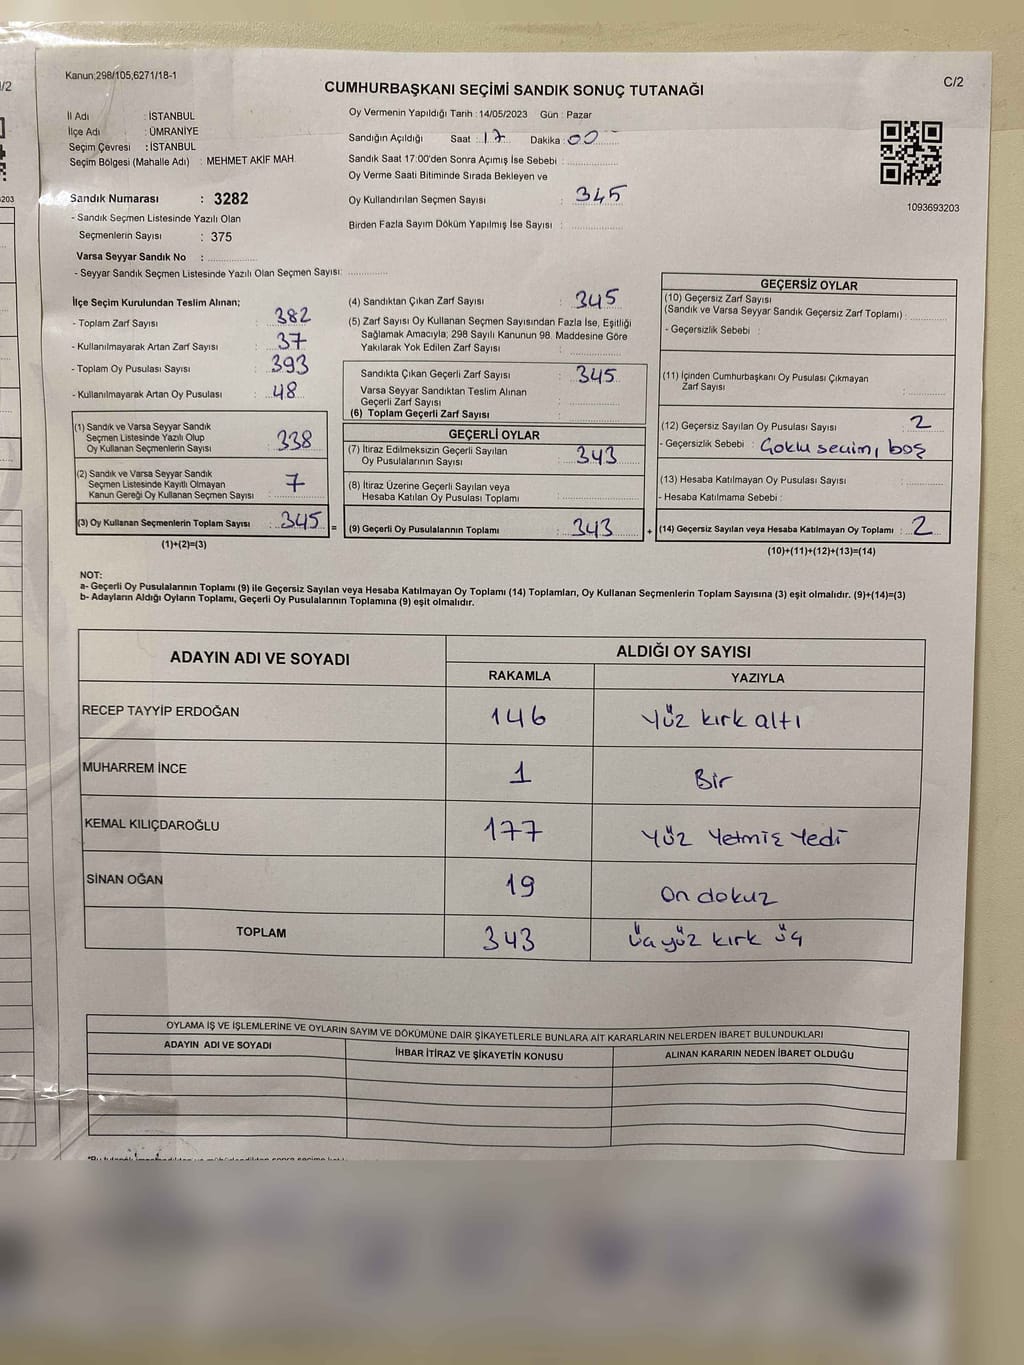 Kanun:298/105,6271/18-1
C/2
CUMHURBAŞKANI SEÇİMİ SANDIK SONUÇ TUTANAĞI
İl Adı : İSTANBUL
İlçe Adı : ÜMRANİYE
Seçim Çevresi : İSTANBUL
Seçim Bölgesi (Mahalle Adı) : MEHMET AKİF MAH.
Oy Vermenin Yapıldığı Tarih : 14/05/2023 Gün : Pazar
Sandığın Açıldığı Saat : 17 Dakika : 00
Sandık Saat 17:00'den Sonra Açımış İse Sebebi :
Oy Verme Saati Bitiminde Sırada Bekleyen ve
Oy Kullandırılan Seçmen Sayısı : 345
Birden Fazla Sayım Döküm Yapılmış İse Sayısı :
1093693203
Sandık Numarası : 3282
- Sandık Seçmen Listesinde Yazılı Olan
Seçmenlerin Sayısı : 375
Varsa Seyyar Sandık No :
- Seyyar Sandık Seçmen Listesinde Yazılı Olan Seçmen Sayısı:
İlçe Seçim Kurulundan Teslim Alınan;
- Toplam Zarf Sayısı : 382
- Kullanılmayarak Artan Zarf Sayısı : 37
- Toplam Oy Pusulası Sayısı : 393
- Kullanılmayarak Artan Oy Pusulası : 48
(1) Sandık ve Varsa Seyyar Sandık
Seçmen Listesinde Yazılı Olup
Oy Kullanan Seçmenlerin Sayısı : 338
(2) Sandık ve Varsa Seyyar Sandık
Seçmen Listesinde Kayıtlı Olmayan
Kanun Gereği Oy Kullanan Seçmen Sayısı : 7
(3) Oy Kullanan Seçmenlerin Toplam Sayısı : 345 =
(1)+(2)=(3)
(4) Sandıktan Çıkan Zarf Sayısı : 345
(5) Zarf Sayısı Oy Kullanan Seçmen Sayısından Fazla İse, Eşitliği
Sağlamak Amacıyla; 298 Sayılı Kanunun 98. Maddesine Göre
Yakılarak Yok Edilen Zarf Sayısı :
Sandıkta Çıkan Geçerli Zarf Sayısı : 345
Varsa Seyyar Sandıktan Teslim Alınan
Geçerli Zarf Sayısı :
(6) Toplam Geçerli Zarf Sayısı :
GEÇERLİ OYLAR
(7) İtiraz Edilmeksizin Geçerli Sayılan
Oy Pusulalarının Sayısı : 343
(8) İtiraz Üzerine Geçerli Sayılan veya
Hesaba Katılan Oy Pusulası Toplamı :
(9) Geçerli Oy Pusulalarının Toplamı : 343 +
GEÇERSİZ OYLAR
(10) Geçersiz Zarf Sayısı
(Sandık ve Varsa Seyyar Sandık Geçersiz Zarf Toplamı) :
- Geçersizlik Sebebi :
(11) İçinden Cumhurbaşkanı Oy Pusulası Çıkmayan
Zarf Sayısı :
(12) Geçersiz Sayılan Oy Pusulası Sayısı : 2
- Geçersizlik Sebebi : Çoklu seçim, boş
(13) Hesaba Katılmayan Oy Pusulası Sayısı :
- Hesaba Katılmama Sebebi :
(14) Geçersiz Sayılan veya Hesaba Katılmayan Oy Toplamı : 2
(10)+(11)+(12)+(13)=(14)
NOT:
a- Geçerli Oy Pusulalarının Toplamı (9) ile Geçersiz Sayılan veya Hesaba Katılmayan Oy Toplamı (14) Toplamları, Oy Kullanan Seçmenlerin Toplam Sayısına (3) eşit olmalıdır. (9)+(14)=(3)
b- Adayların Aldığı Oyların Toplamı, Geçerli Oy Pusulalarının Toplamına (9) eşit olmalıdır.
ADAYIN ADI VE SOYADI ALDIĞI OY SAYISI
RAKAMLA YAZIYLA
RECEP TAYYİP ERDOĞAN 146 Yüz kırk altı
MUHARREM İNCE 1 Bir
KEMAL KILIÇDAROĞLU 177 Yüz Yetmiş Yedi
SİNAN OĞAN 19 On dokuz
TOPLAM 343 Üç yüz kırk üç
OYLAMA İŞ VE İŞLEMLERİNE VE OYLARIN SAYIM VE DÖKÜMÜNE DAİR ŞİKAYETLERLE BUNLARA AİT KARARLARIN NELERDEN İBARET BULUNDUKLARI
ADAYIN ADI VE SOYADI İHBAR İTİRAZ VE ŞİKAYETİN KONUSU ALINAN KARARIN NEDEN İBARET OLDUĞU